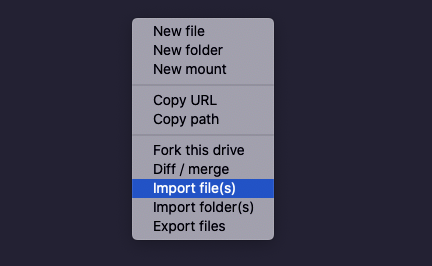 New file
New folder
New mount
Copy URL
Copy path
Fork this drive
Diff / merge
Import file(s)
Import folder(s)
Export files